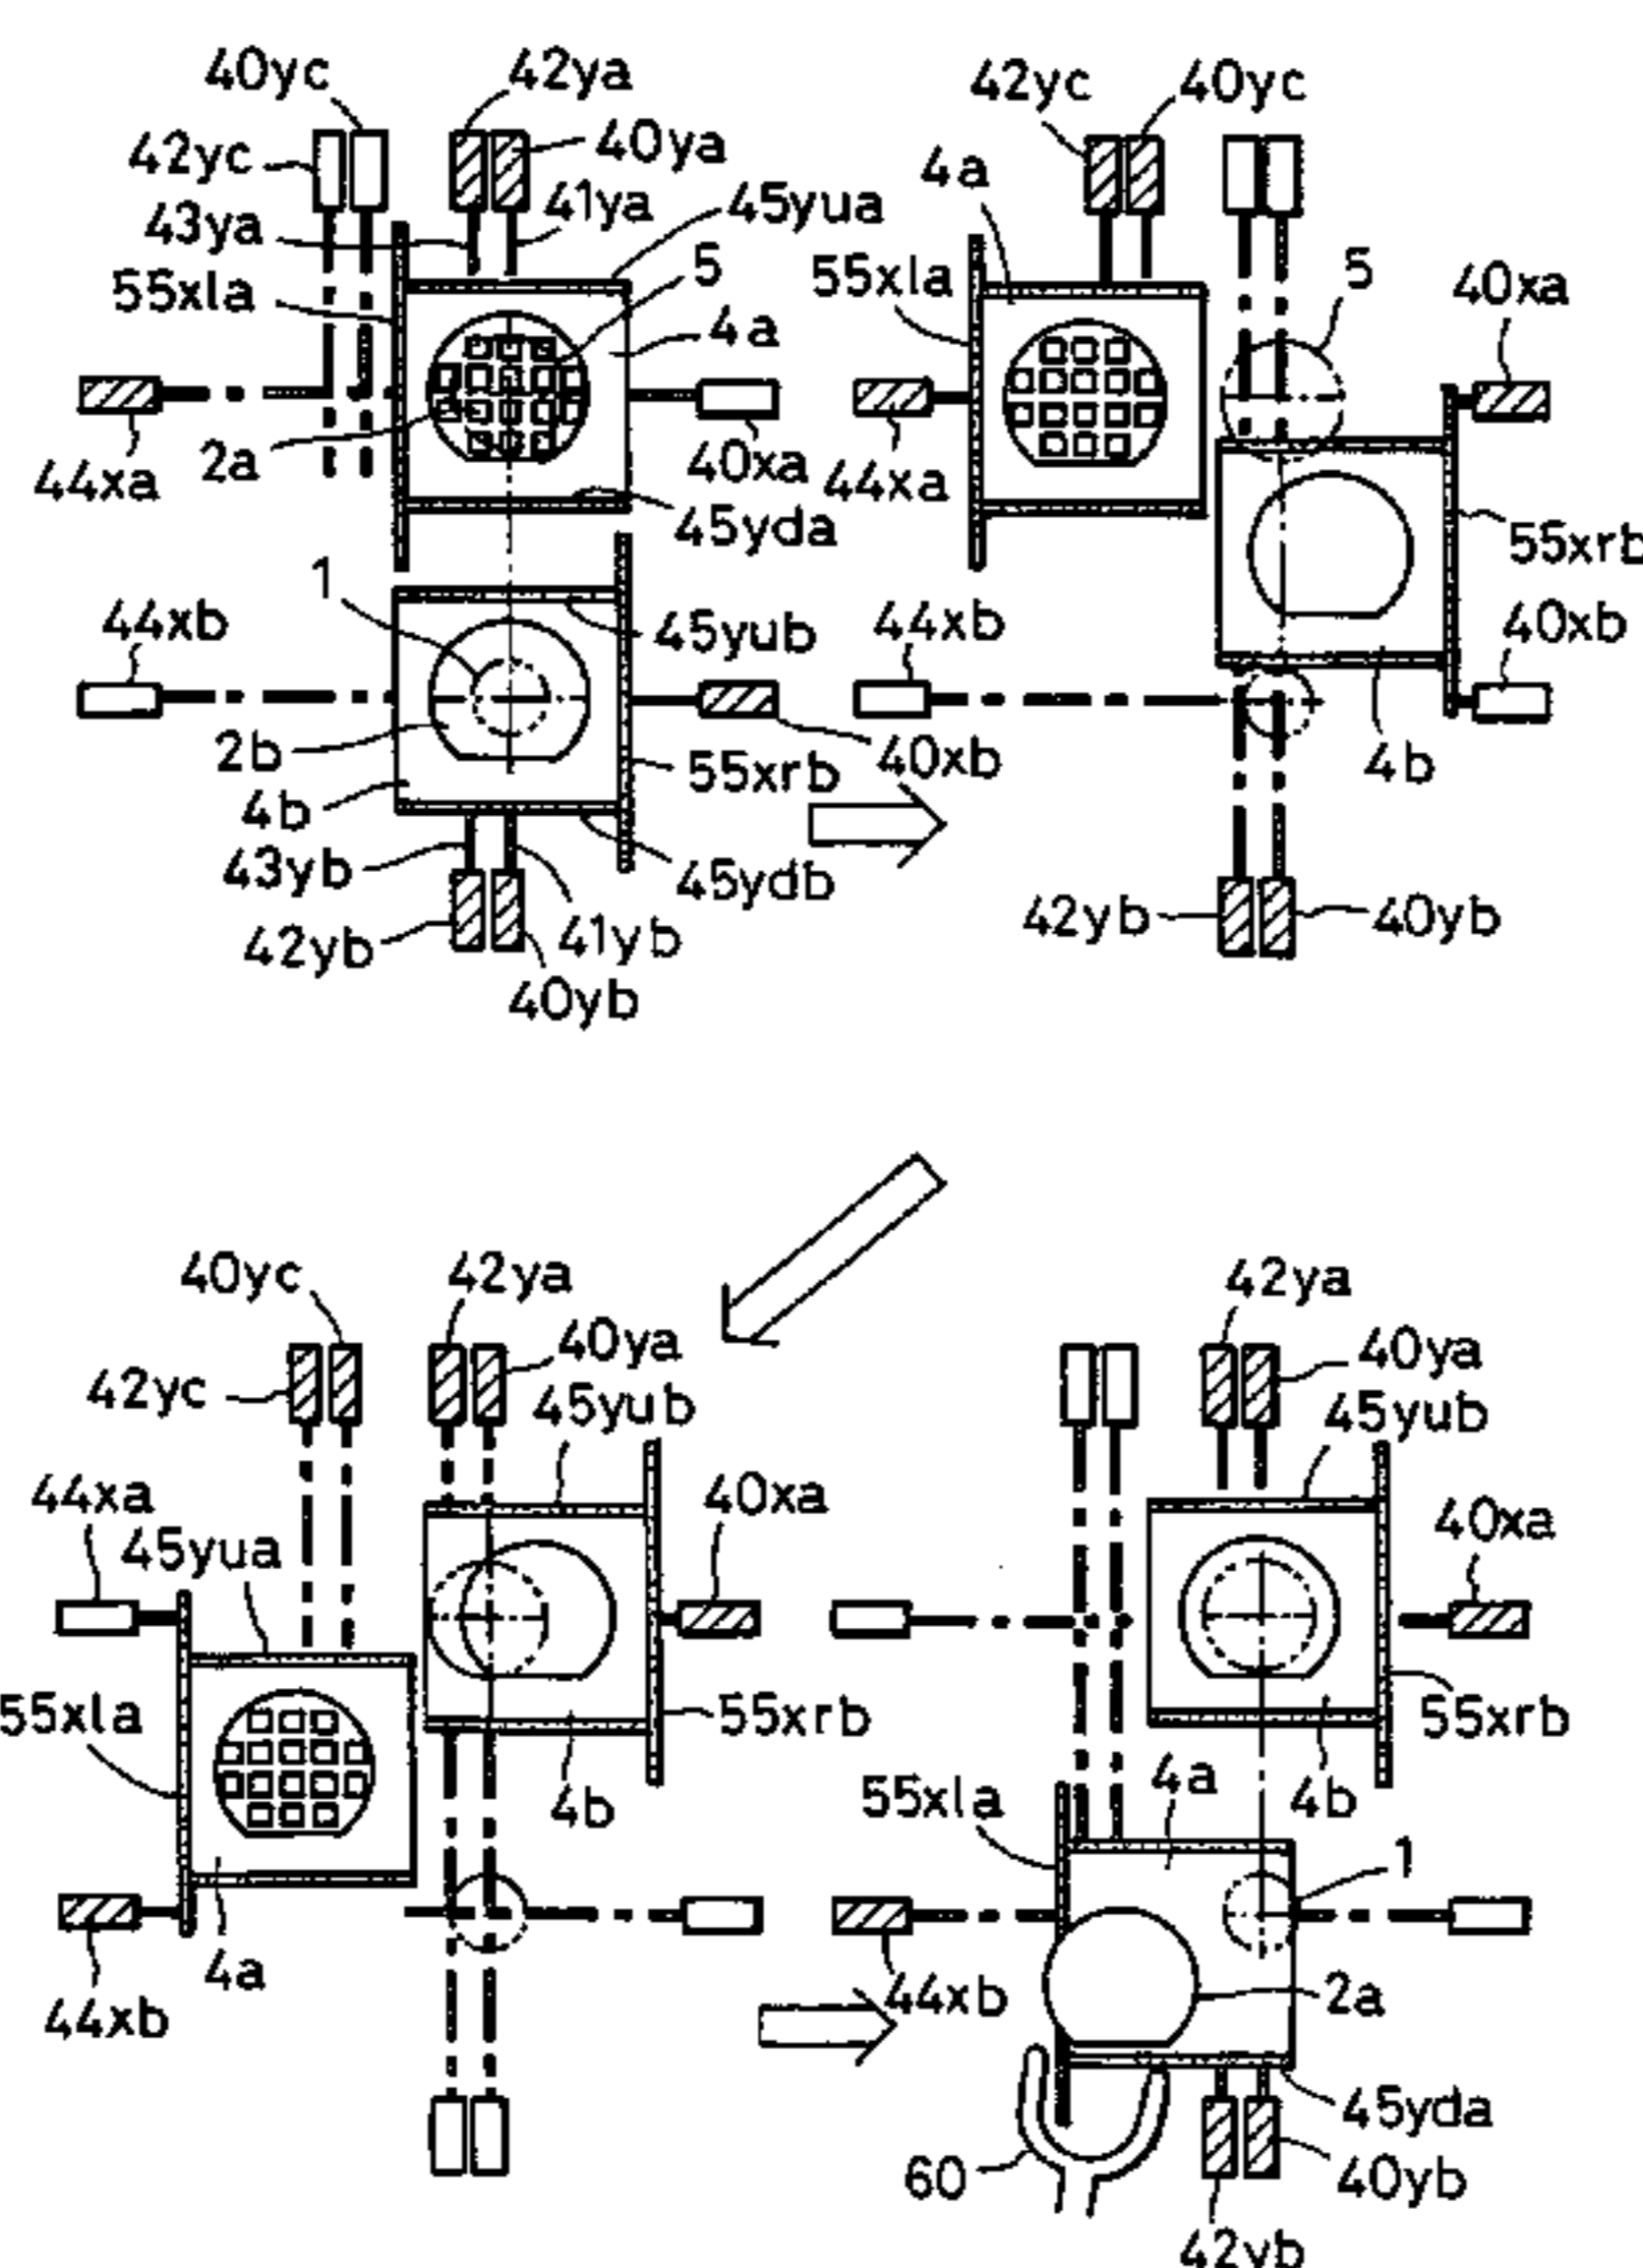 40yc 42ya
42yc 40ya
43ya 41ya 45yua
55xla 5
4a
44xa 2a 40xa
45yda
1
44xb 45yub
2b 40xb
4b 55xrb
43yb 45ydb
42yb 41yb
40yb
42yc 40yc
4a
55xla 5 40xa
44xa
55xrb
44xb 40xb
4b
42yb 40yb
40yc 42ya
42yc 40ya
45yub
44xa 40xa
45yua
55xla 55xrb
4b
4a
44xb
42ya
40ya
45yub
40xa
55xrb
55xla 4a 4b
1
44xb 2a
45yda
60 40yb
42yb